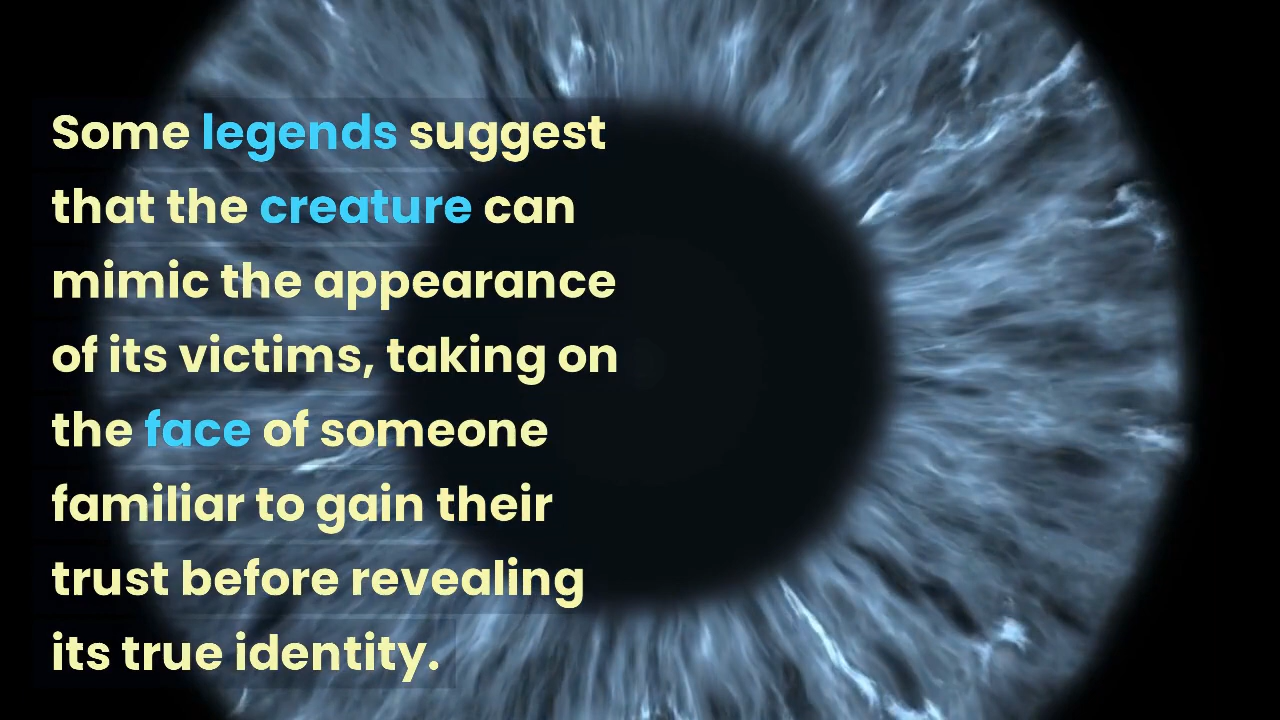 Some legends suggest
that the creature can
mimic the appearance
of its victims, taking on
the face of someone
familiar to gain their
trust before revealing
its true identity.